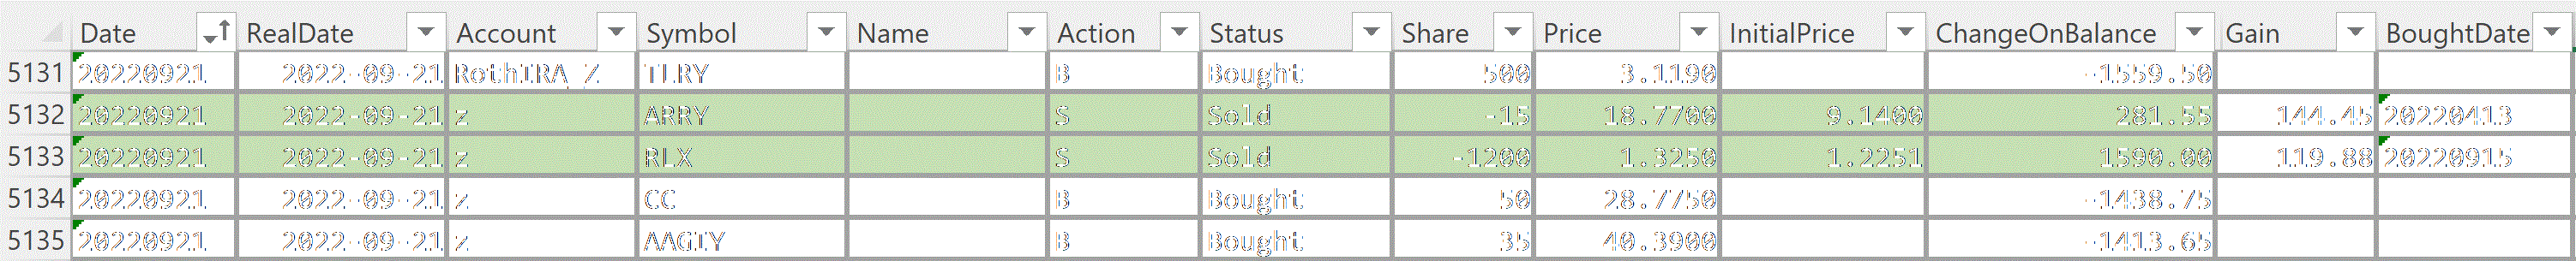 Date RealDate Account Symbol Name Action Status Share Price InitialPrice ChangeOnBalance Gain BoughtDate
5131 20220921 2022-09-21 RothIRA_Z TLRY B Bought 500 3.1190 -1559.50
5132 20220921 2022-09-21 z ARRY S Sold -15 18.7700 9.1400 281.55 144.45 20220413
5133 20220921 2022-09-21 z RLX S Sold -1200 1.3250 1.2251 1590.00 119.88 20220915
5134 20220921 2022-09-21 z CC B Bought 50 28.7750 -1438.75
5135 20220921 2022-09-21 z AAGIY B Bought 35 40.3900 -1413.65